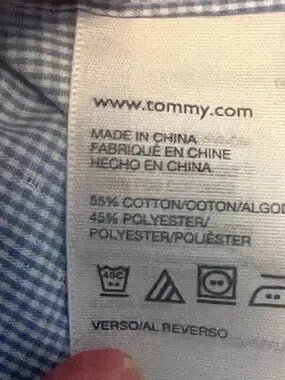 www.tommy.com
MADE IN CHINA
FABRIQUÉ EN CHINE
HECHO EN CHINA
55% COTTON/COTON/ALGOD
45% POLYESTER/
POLYESTER/POLIÉSTER
40C
VERSO/AL REVERSO